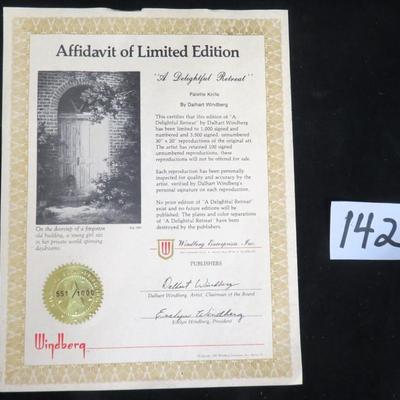 Affidavit of Limited Edition
"A Delightful Retreat"
Palette Knife
By Dalhart Windberg
This certifies that this edition of "A
Delightful Retreat" by Dalhart Windberg
has been limited to 1,000 signed and
numbered and 3,500 signed, unnumbered
30" x 20" reproductions of the original art.
The artist has retained 100 signed
unnumbered reproductions, these
reproductions will not be offered for sale.
Each reproduction has been personally
inspected for quality and accuracy by the
artist, verified by Dalhart Windberg's
personal signature on each reproduction.
No prior edition of "A Delightful Retreat"
exist and no future editions will be
published. The plates and color separations
of "A Delightful Retreat" have been
destroyed by the publishers.
On the doorstep of a forgotten
old building, a young girl sits
in her private world spinning
daydreams.
Windberg Enterprises, Inc.
PUBLISHERS
Dalhart Windberg
Dalhart Windberg, Artist, Chairman of the Board
Evelyn Windberg
Evelyn Windberg, President
551/1000
Windberg
142